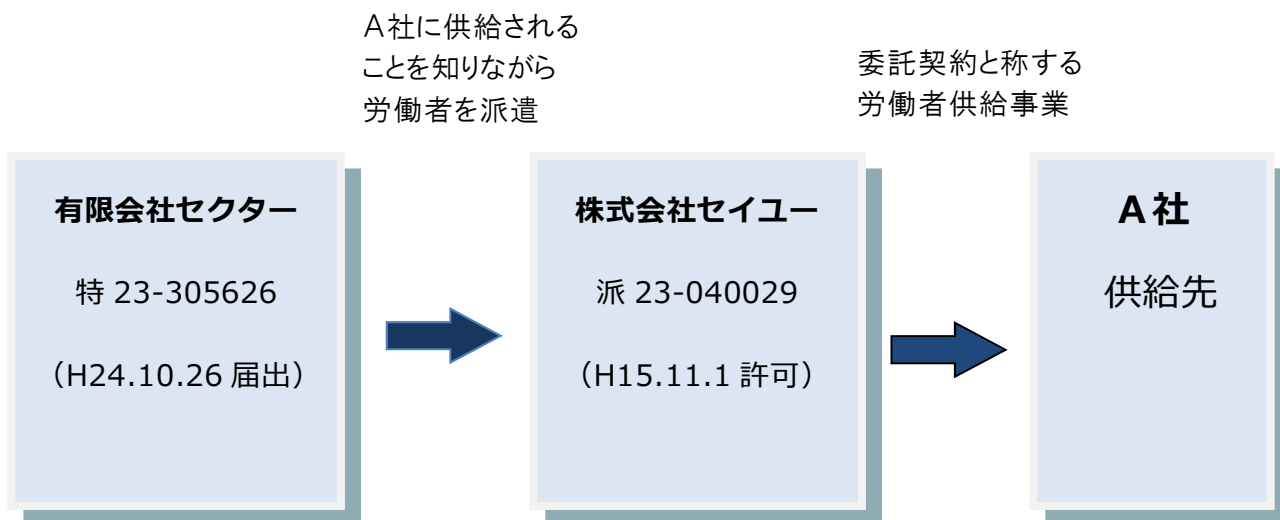 A社に供給される
ことを知りながら
労働者を派遣
委託契約と称する
労働者供給事業
有限会社セクター
特 23-305626
（H24.10.26 届出）
株式会社セイユー
派 23-040029
（H15.11.1 許可）
A社
供給先